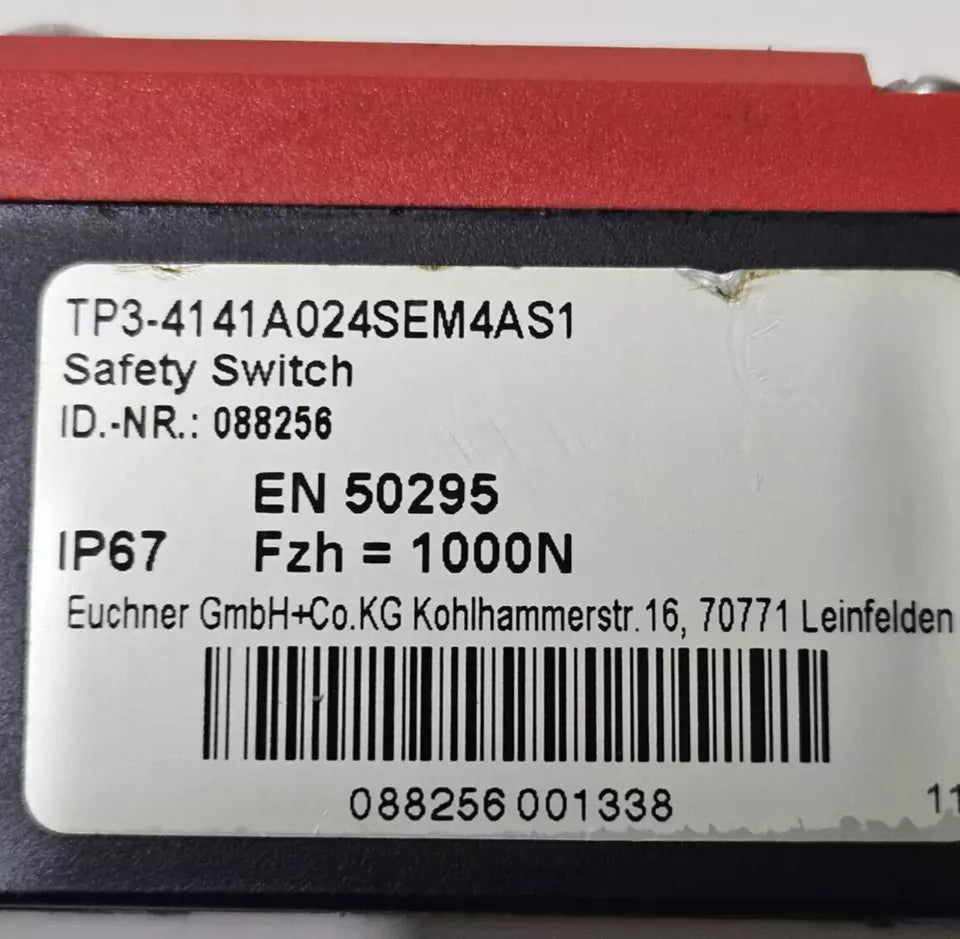 TP3-4141A024SEM4AS1
Safety Switch
ID.-NR.: 088256
EN 50295
IP67 Fzh = 1000N
Euchner GmbH+Co.KG Kohlhammerstr.16, 70771 Leinfelden
088256 001338 11